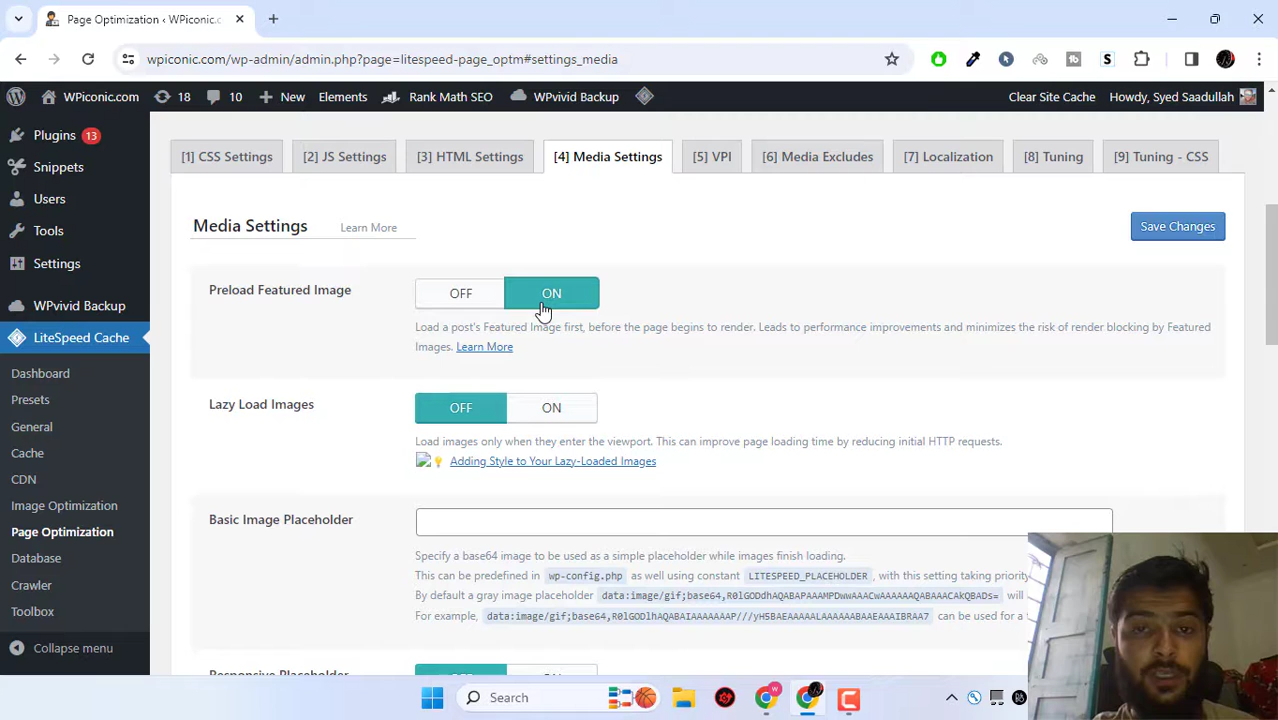 Page Optimization ‹ WPiconic.c
wpiconic.com/wp-admin/admin.php?page=litespeed-page_optm#settings_media
WPiconic.com 18 10 New Elements Rank Math SEO WPvivid Backup Clear Site Cache Howdy, Syed Saadullah
Plugins 13
Snippets
Users
Tools
Settings
WPvivid Backup
LiteSpeed Cache
Dashboard
Presets
General
Cache
CDN
Image Optimization
Page Optimization
Database
Crawler
Toolbox
Collapse menu
[1] CSS Settings [2] JS Settings [3] HTML Settings [4] Media Settings [5] VPI [6] Media Excludes [7] Localization [8] Tuning [9] Tuning - CSS
Media Settings Learn More Save Changes
Preload Featured Image OFF ON
Load a post's Featured Image first, before the page begins to render. Leads to performance improvements and minimizes the risk of render blocking by Featured
Images. Learn More
Lazy Load Images OFF ON
Load images only when they enter the viewport. This can improve page loading time by reducing initial HTTP requests.
Adding Style to Your Lazy-Loaded Images
Basic Image Placeholder
Specify a base64 image to be used as a simple placeholder while images finish loading.
This can be predefined in wp-config.php as well using constant LITESPEED_PLACEHOLDER, with this setting taking priority
By default a gray image placeholder will
For example, can be used for a
Search